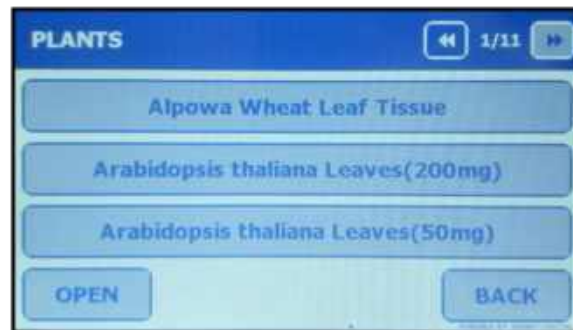 PLANTS 1/11
Alpowa Wheat Leaf Tissue
Arabidopsis thaliana Leaves(200mg)
Arabidopsis thaliana Leaves(50mg)
OPEN BACK